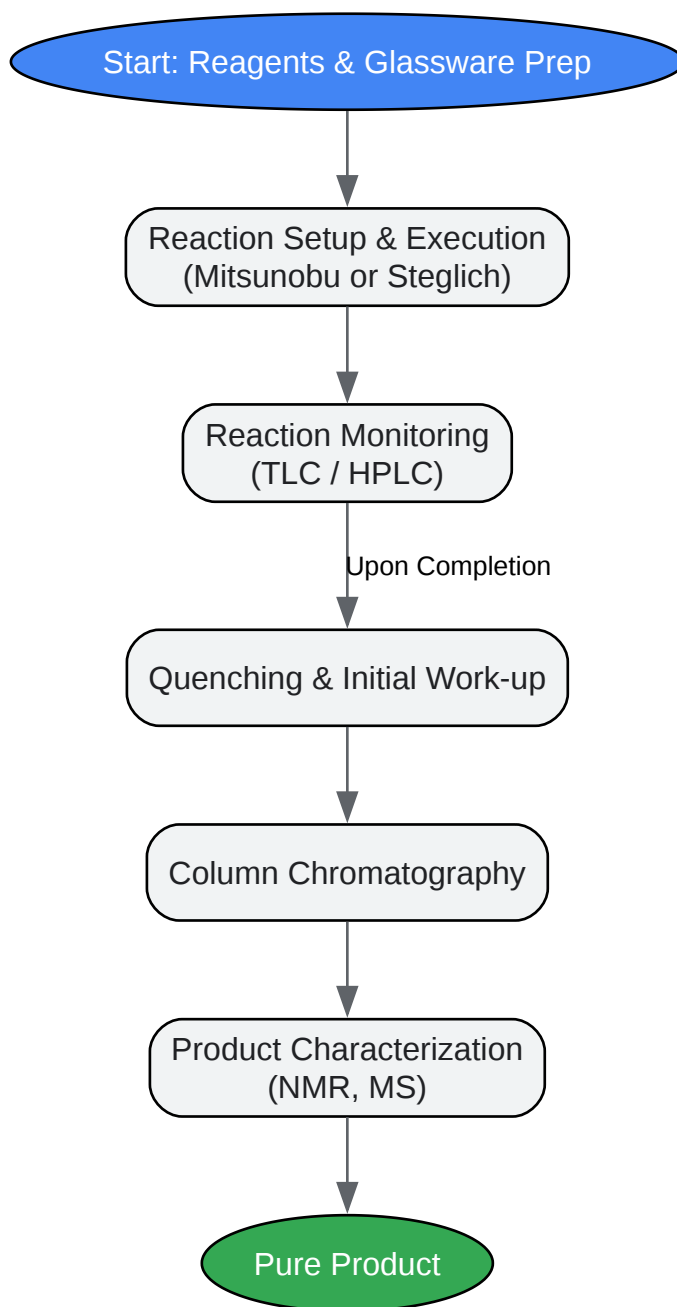 Start: Reagents & Glassware Prep
Reaction Setup & Execution
(Mitsunobu or Steglich)
Reaction Monitoring
(TLC / HPLC)
Upon Completion
Quenching & Initial Work-up
Column Chromatography
Product Characterization
(NMR, MS)
Pure Product